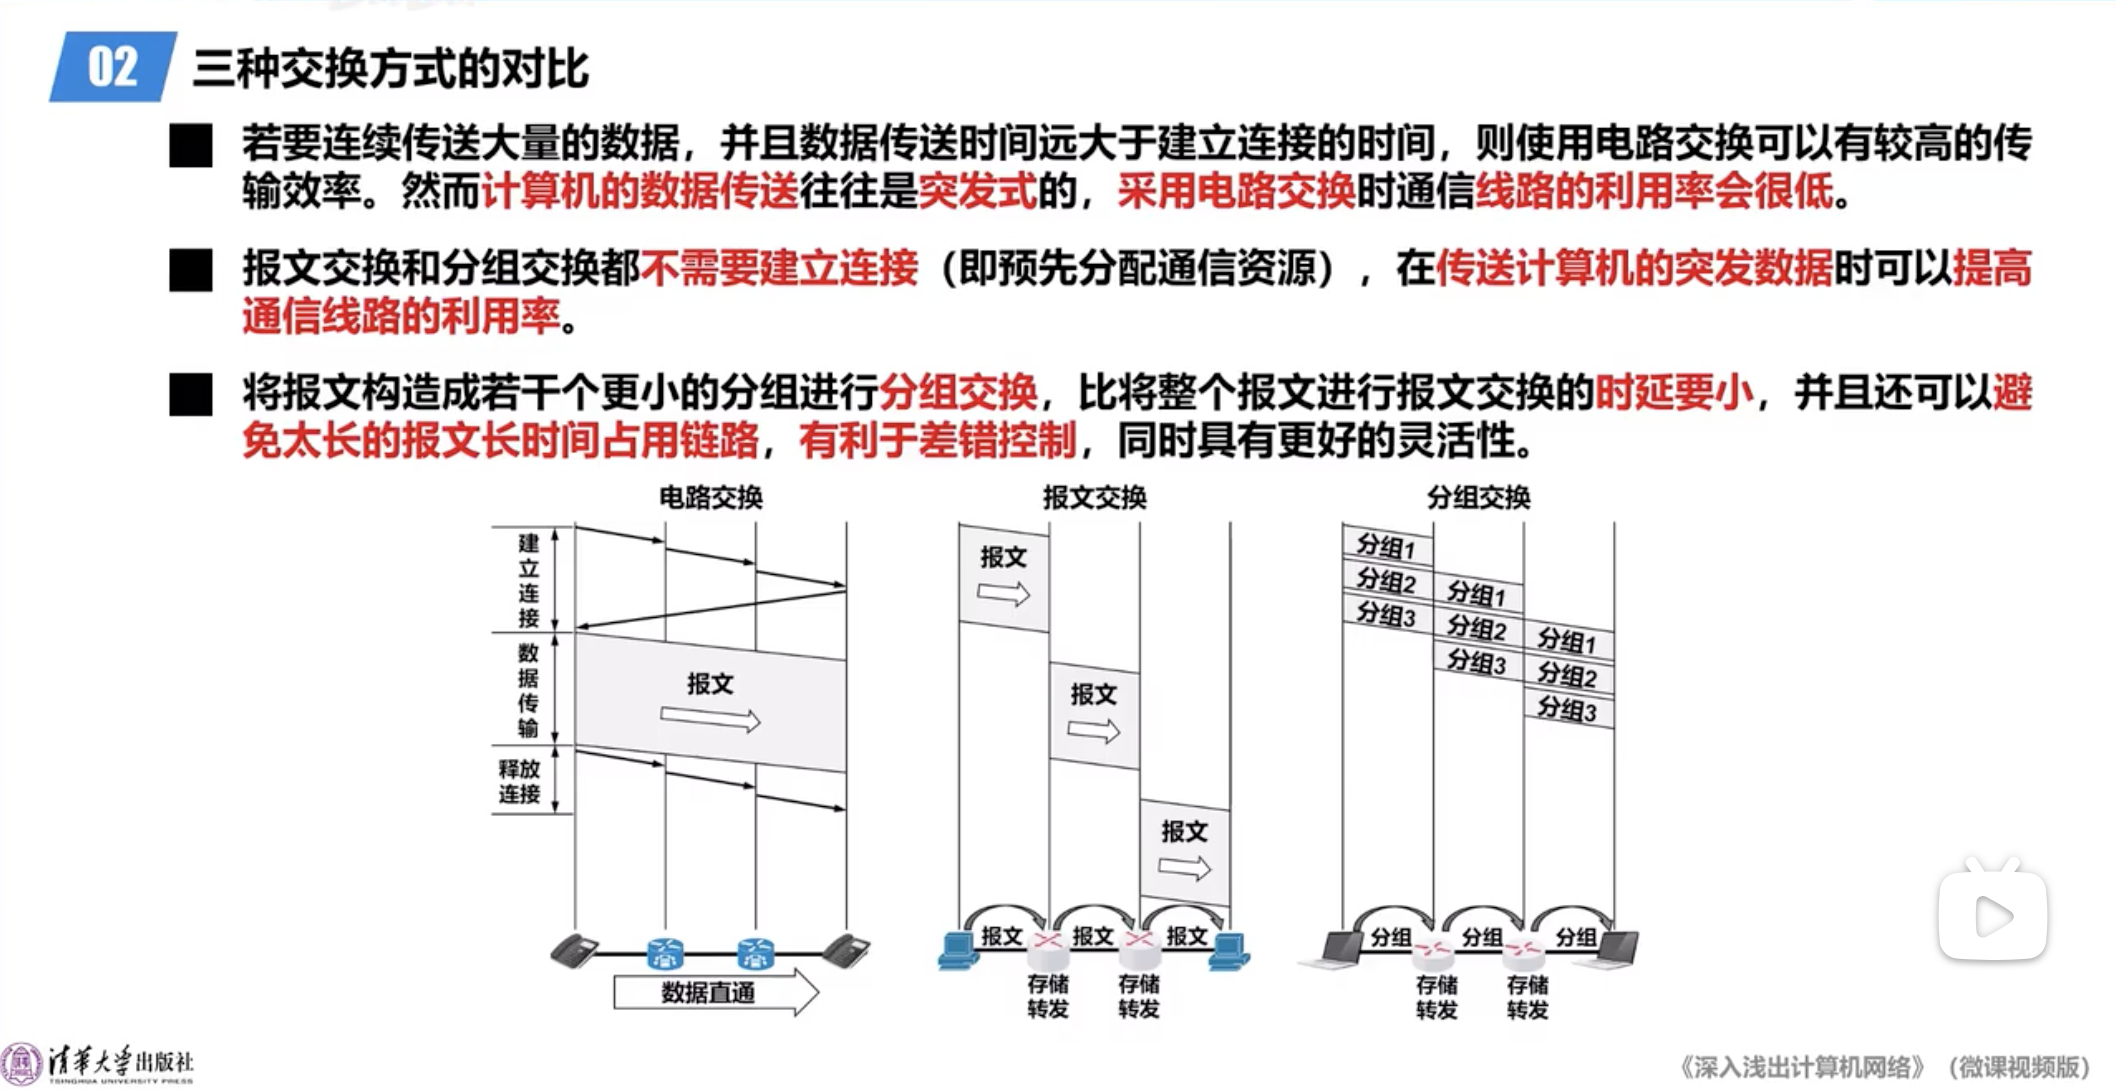 02 三种交换方式的对比
若要连续传送大量的数据，并且数据传送时间远大于建立连接的时间，则使用电路交换可以有较高的传
输效率。然而计算机的数据传送往往是突发式的，采用电路交换时通信线路的利用率会很低。
报文交换和分组交换都不需要建立连接（即预先分配通信资源），在传送计算机的突发数据时可以提高
通信线路的利用率。
将报文构造成若干个更小的分组进行分组交换，比将整个报文进行报文交换的时延要小，并且还可以避
免太长的报文长时间占用链路，有利于差错控制，同时具有更好的灵活性。
电路交换
建立连接
数据传输
释放
连接
报文
数据直通
报文交换
报文
报文
报文
报文
报文
报文
存储
转发
存储
转发
分组交换
分组1
分组2
分组3
分组1
分组2
分组3
分组1
分组2
分组3
分组
分组
分组
存储
转发
存储
转发
清华大学出版社
TSINGHUA UNIVERSITY PRESS
《深入浅出计算机网络》（微课视频版）